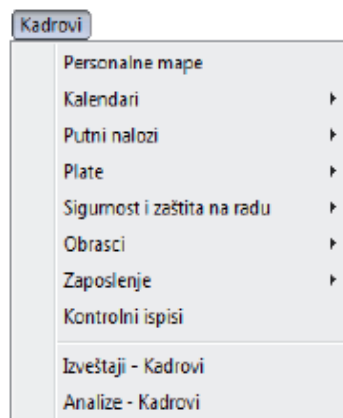 Kadrovi
Personalne mape
Kalendari
Putni nalozi
Plate
Sigurnost i zaštita na radu
Obrasci
Zaposlenje
Kontrolni ispisi
Izveštaji - Kadrovi
Analize - Kadrovi